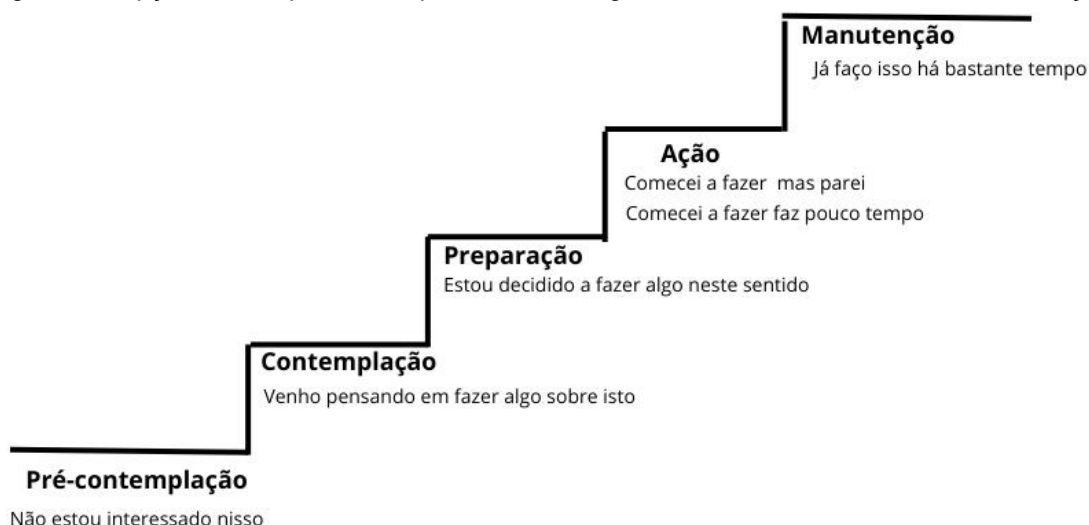 Manutenção
Já faço isso há bastante tempo
Ação
Comecei a fazer mas parei
Comecei a fazer faz pouco tempo
Preparação
Estou decidido a fazer algo neste sentido
Contemplação
Venho pensando em fazer algo sobre isto
Pré-contemplação
Não estou interessado nisso